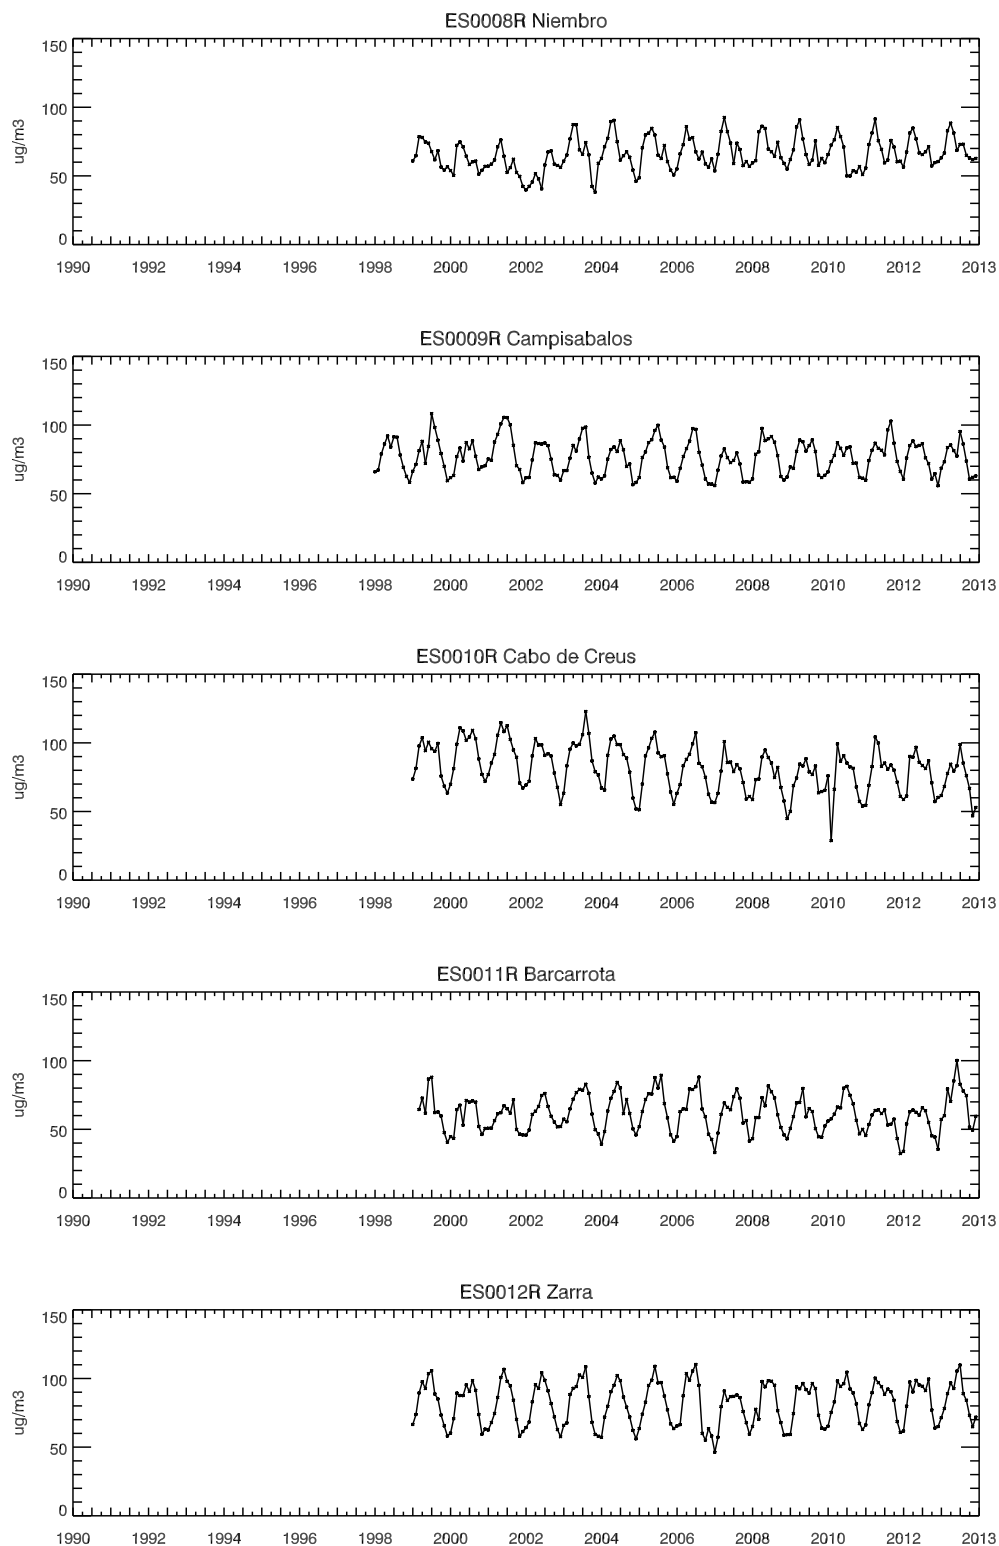 ES0008R Niembro
150
100
ug/m3
50
0
1990 1992 1994 1996 1998 2000 2002 2004 2006 2008 2010 2012 2013
ES0009R Campisabalos
150
100
ug/m3
50
0
1990 1992 1994 1996 1998 2000 2002 2004 2006 2008 2010 2012 2013
ES0010R Cabo de Creus
150
100
ug/m3
50
0
1990 1992 1994 1996 1998 2000 2002 2004 2006 2008 2010 2012 2013
ES0011R Barcarrota
150
100
ug/m3
50
0
1990 1992 1994 1996 1998 2000 2002 2004 2006 2008 2010 2012 2013
ES0012R Zarra
150
100
ug/m3
50
0
1990 1992 1994 1996 1998 2000 2002 2004 2006 2008 2010 2012 2013